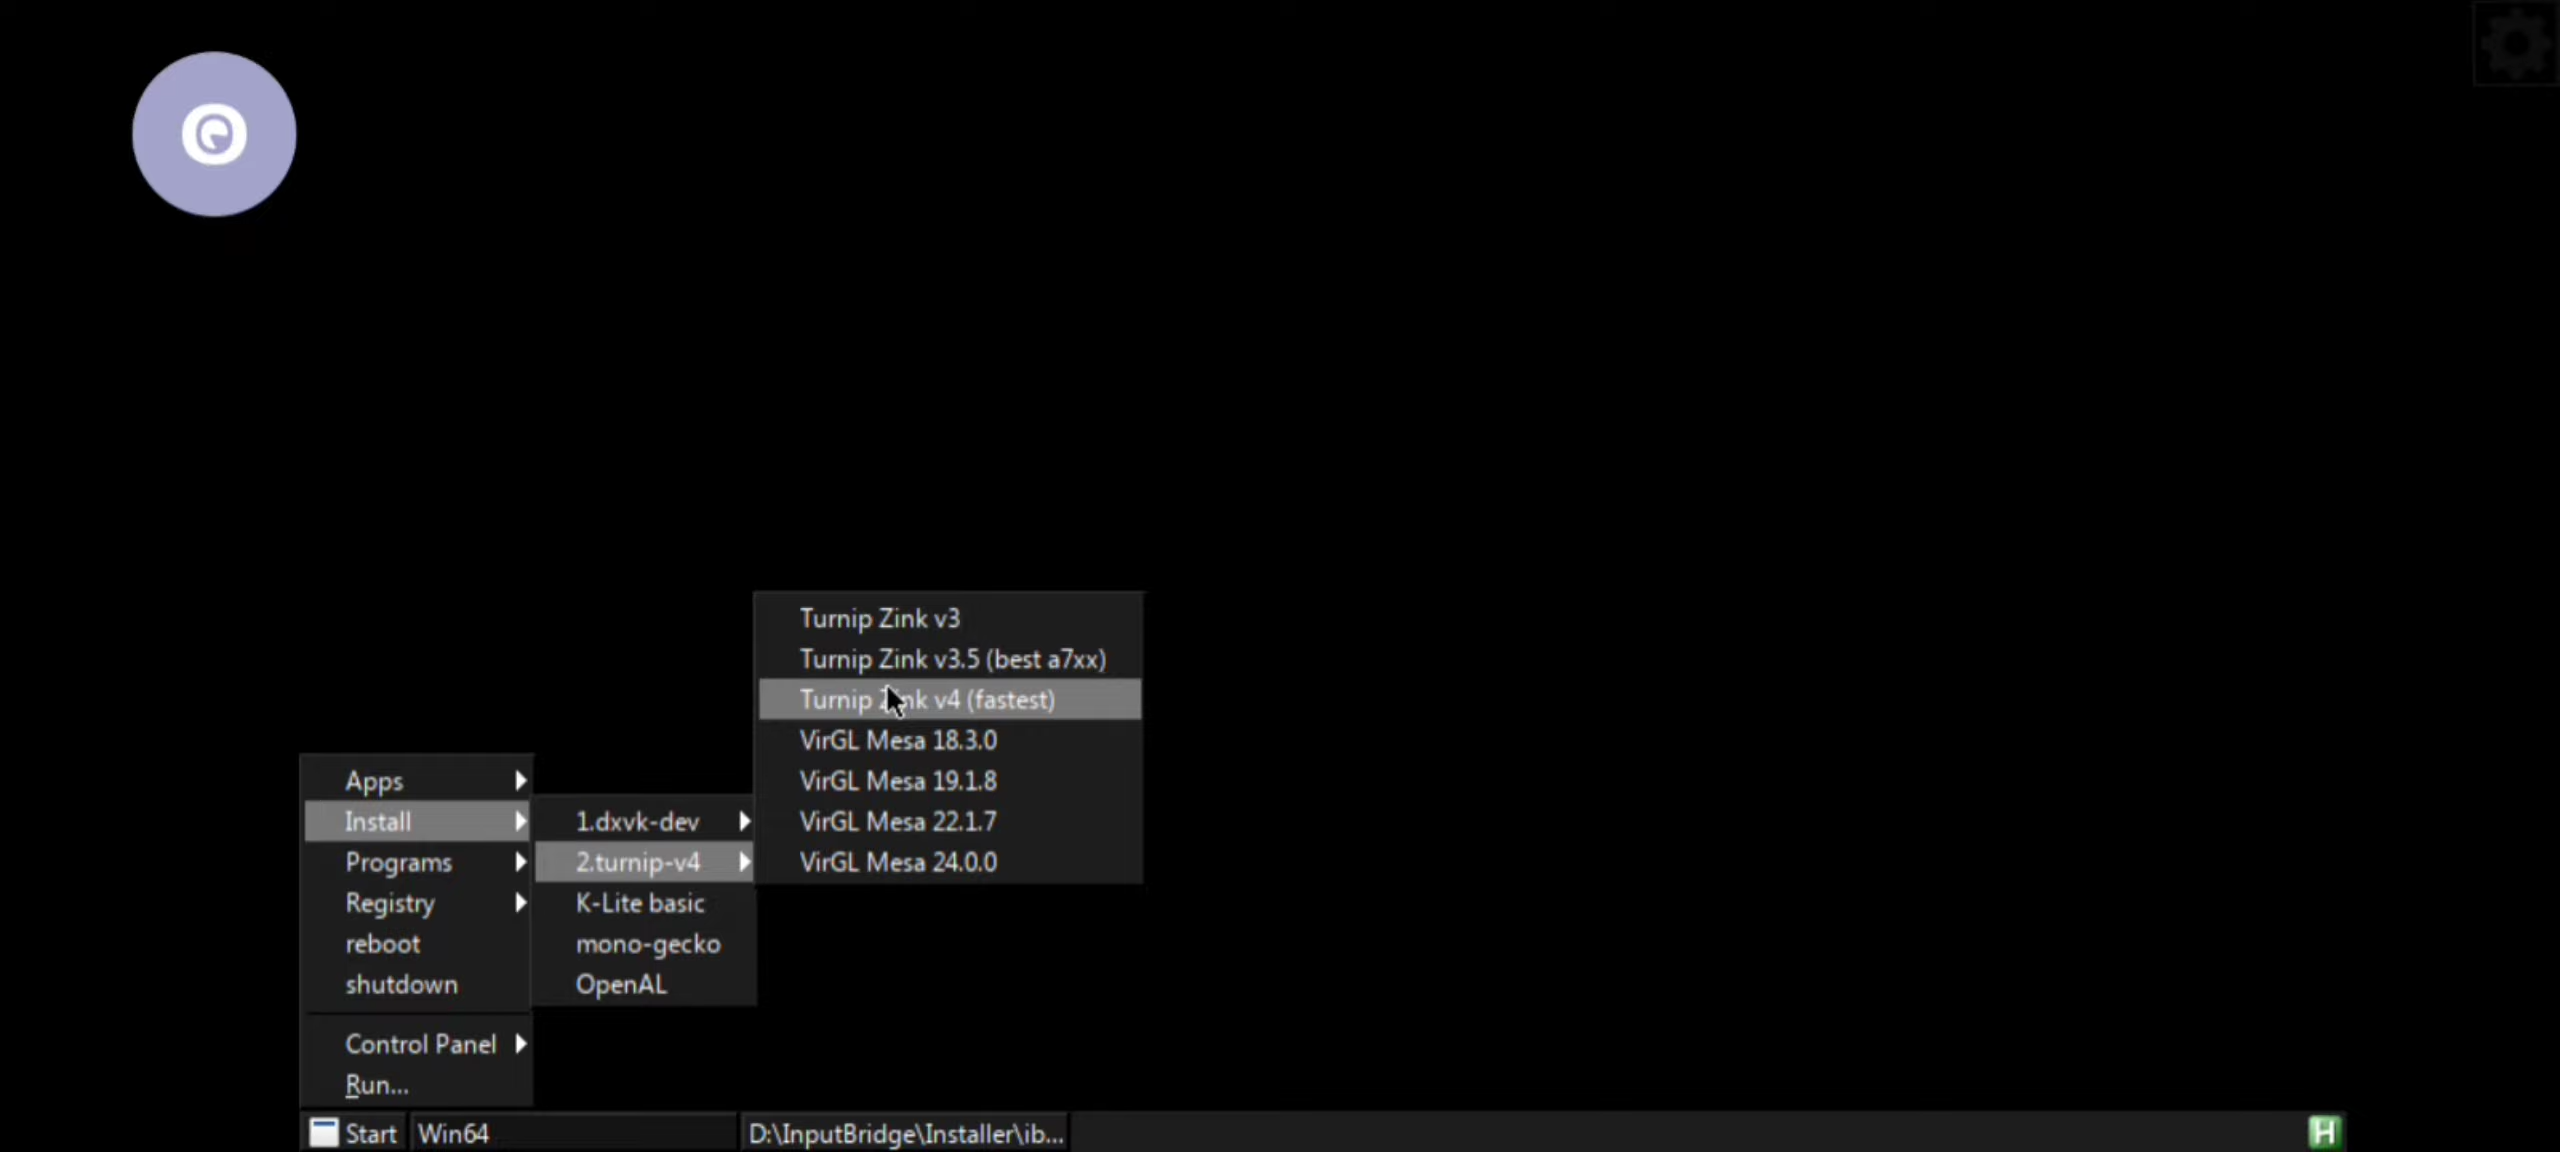 Turnip Zink v3
Turnip Zink v3.5 (best a7xx)
Turnip Zink v4 (fastest)
VirGL Mesa 18.3.0
VirGL Mesa 19.1.8
VirGL Mesa 22.1.7
VirGL Mesa 24.0.0
Apps
Install
Programs
Registry
reboot
shutdown
Control Panel
Run...
1.dxvk-dev
2.turnip-v4
K-Lite basic
mono-gecko
OpenAL
Start
Win64
D:\InputBridge\Installer\ib...
H